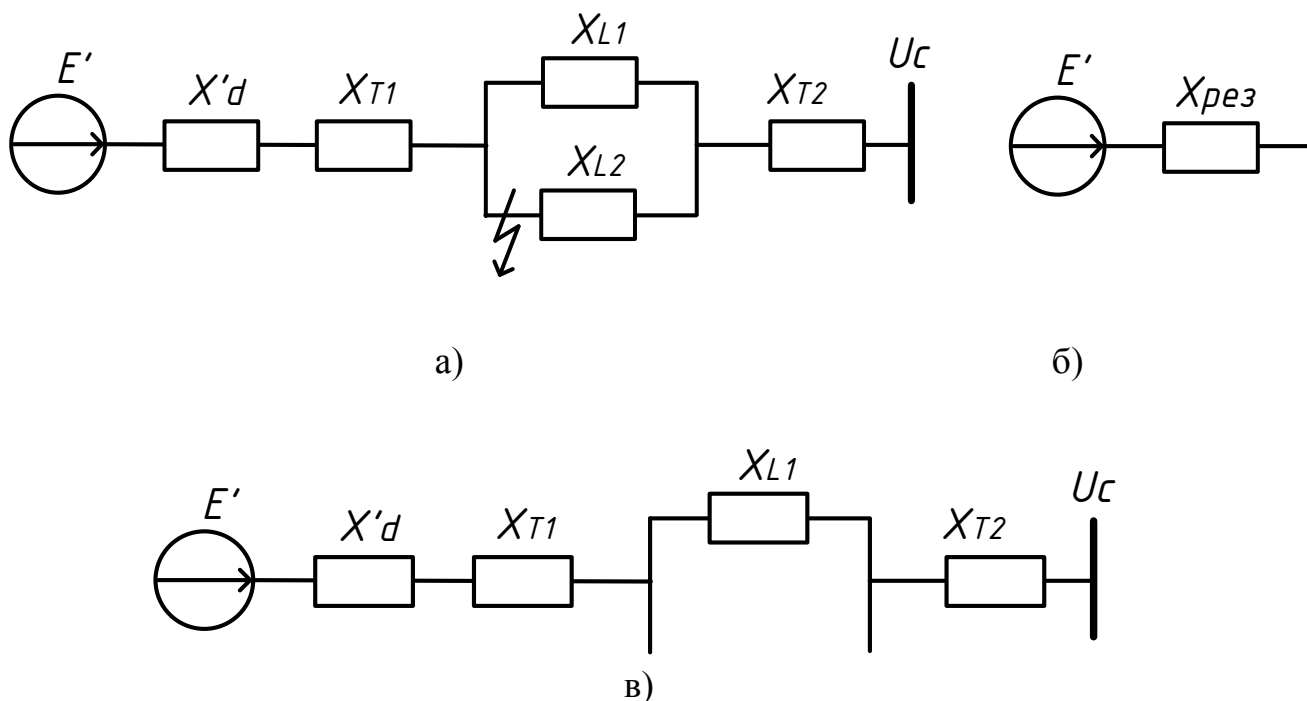 E' X'd XT1 XL1 XL2 XT2 Uc
E' Xрез
а) б)
E' X'd XT1 XL1 XT2 Uc
в)